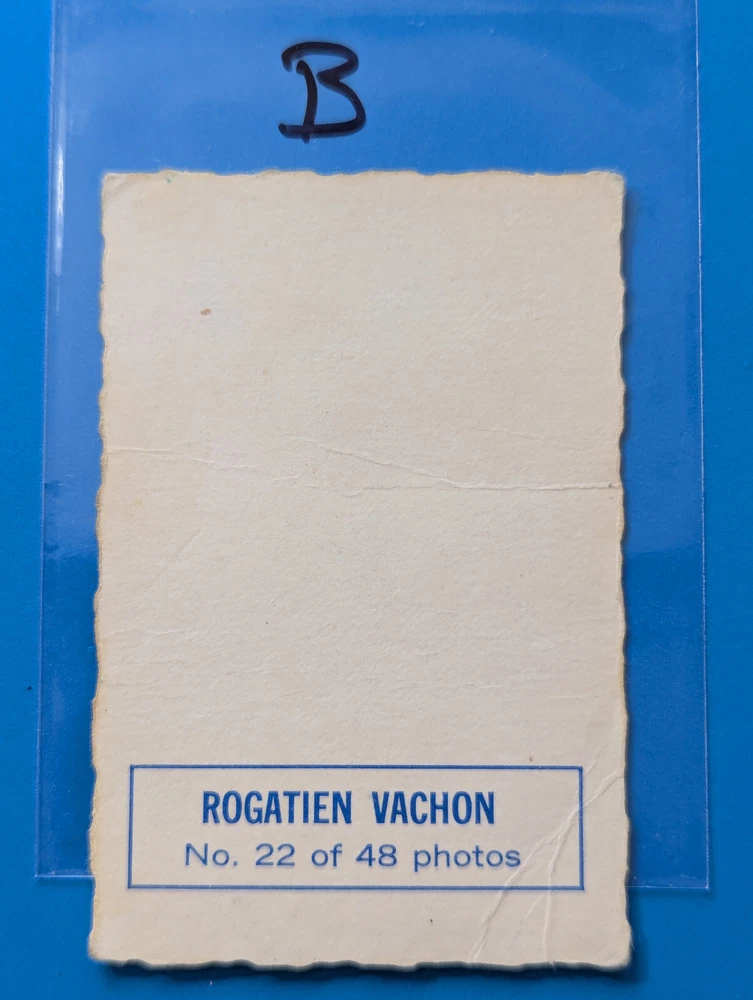 B
ROGATIEN VACHON
No. 22 of 48 photos